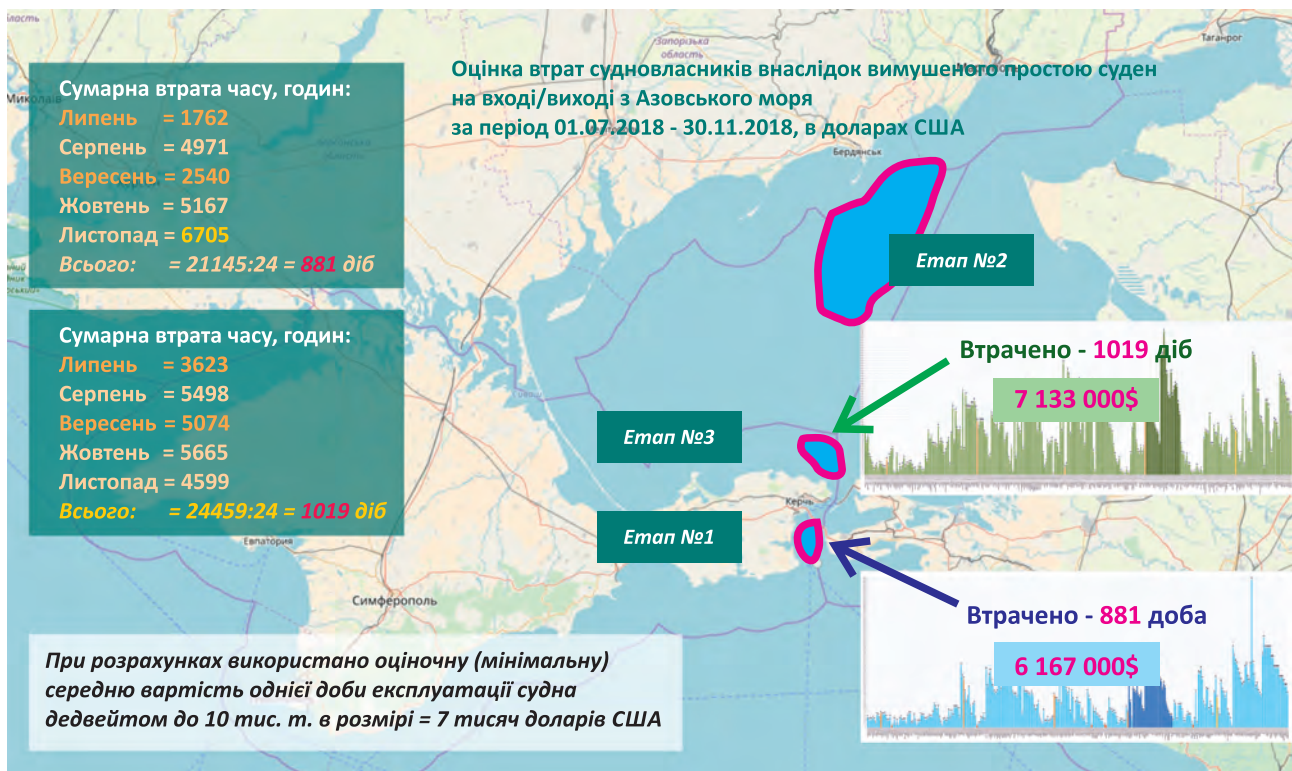 Оцінка втрат судновласників внаслідок вимушеного простою суден
на вході/виході з Азовського моря
за період 01.07.2018 - 30.11.2018, в доларах США
Сумарна втрата часу, годин:
Липень = 1762
Серпень = 4971
Вересень = 2540
Жовтень = 5167
Листопад = 6705
Всього: = 21145:24 = 881 діб
Сумарна втрата часу, годин:
Липень = 3623
Серпень = 5498
Вересень = 5074
Жовтень = 5665
Листопад = 4599
Всього: = 24459:24 = 1019 діб
Запорізька
область
Таганрог
Бердянськ
Етап №2
Втрачено - 1019 діб
7 133 000$
Етап №3
Керчь
Етап №1
Евпатория
Симферополь
Втрачено - 881 доба
6 167 000$
При розрахунках використано оціночну (мінімальну)
середню вартість однієї доби експлуатації судна
дедвейтом до 10 тис. т. в розмірі = 7 тисяч доларів США